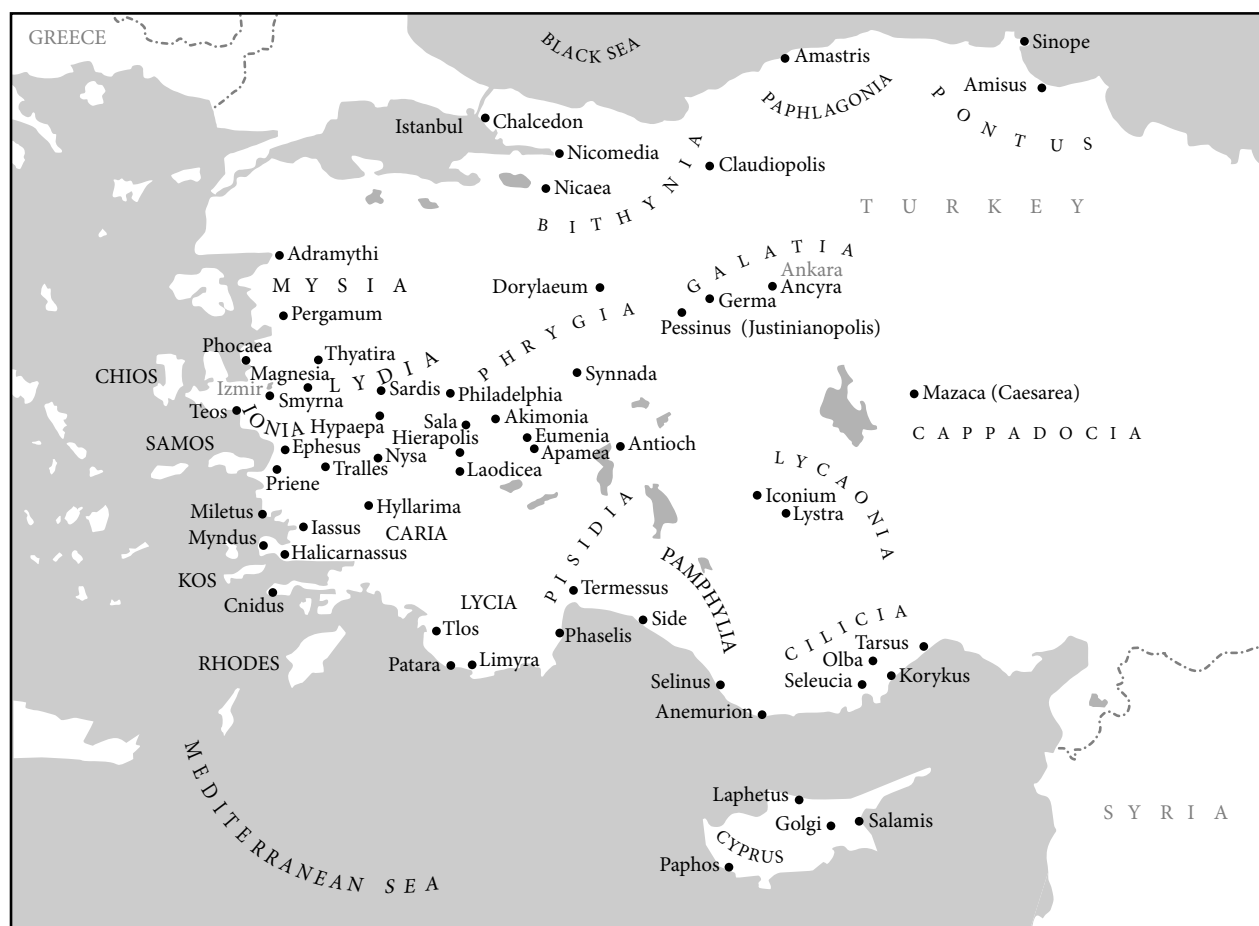 GREECE
BLACK SEA
Amastris
Sinope
PAPHLAGONIA
Amisus
PONTUS
Istanbul
Chalcedon
Nicomedia
Claudiopolis
Nicaea
BITHYNIA
TURKEY
Adramythi
MYSIA
GALATIA
Ankara
Dorylaeum
Ancyra
Germa
Pergamum
PHRYGIA
Pessinus (Justinianopolis)
Phocaea
Thyatira
CHIOS
Magnesia
LYDIA
Synnada
Izmir
Sardis
Philadelphia
Mazaca (Caesarea)
Smyrna
Teos
IONIA
Hypaepa
Sala
Akimonia
CAPPADOCIA
SAMOS
Hierapolis
Eumenia
Antioch
Ephesus
Nysa
Apamea
LYCAONIA
Tralles
Laodicea
Priene
Iconium
Hyllarima
Lystra
Miletus
Iassus
CARIA
PISIDIA
Myndus
Halicarnassus
PAMPHYLIA
KOS
Cnidus
Termessus
LYCIA
Side
CILICIA
Tlos
Phaselis
Tarsus
RHODES
Patara
Limyra
Olba
Korykus
Selinus
Seleucia
Anemurion
MEDITERRANEAN SEA
Laphetus
SYRIA
Golgi
Salamis
CYPRUS
Paphos